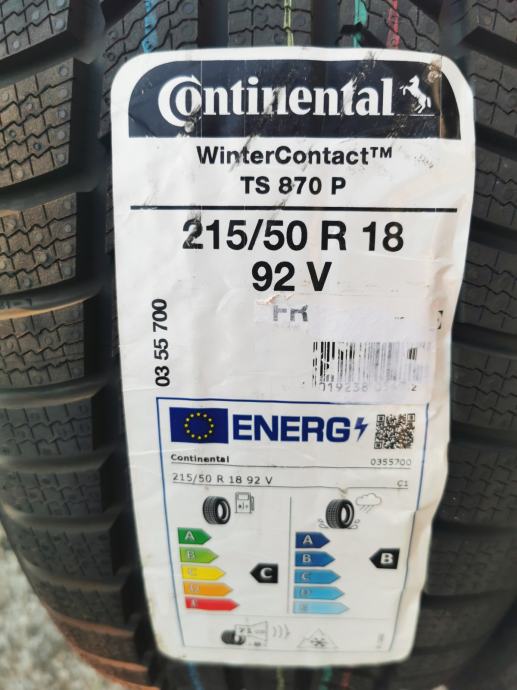 Continental
WinterContact™
TS 870 P
215/50 R 18
92 V
FR
03 55 700
ENERG
Continental
0355700
215/50 R 18 92 V
C1
A
B
C
D
E
C
A
B
C
D
E
B